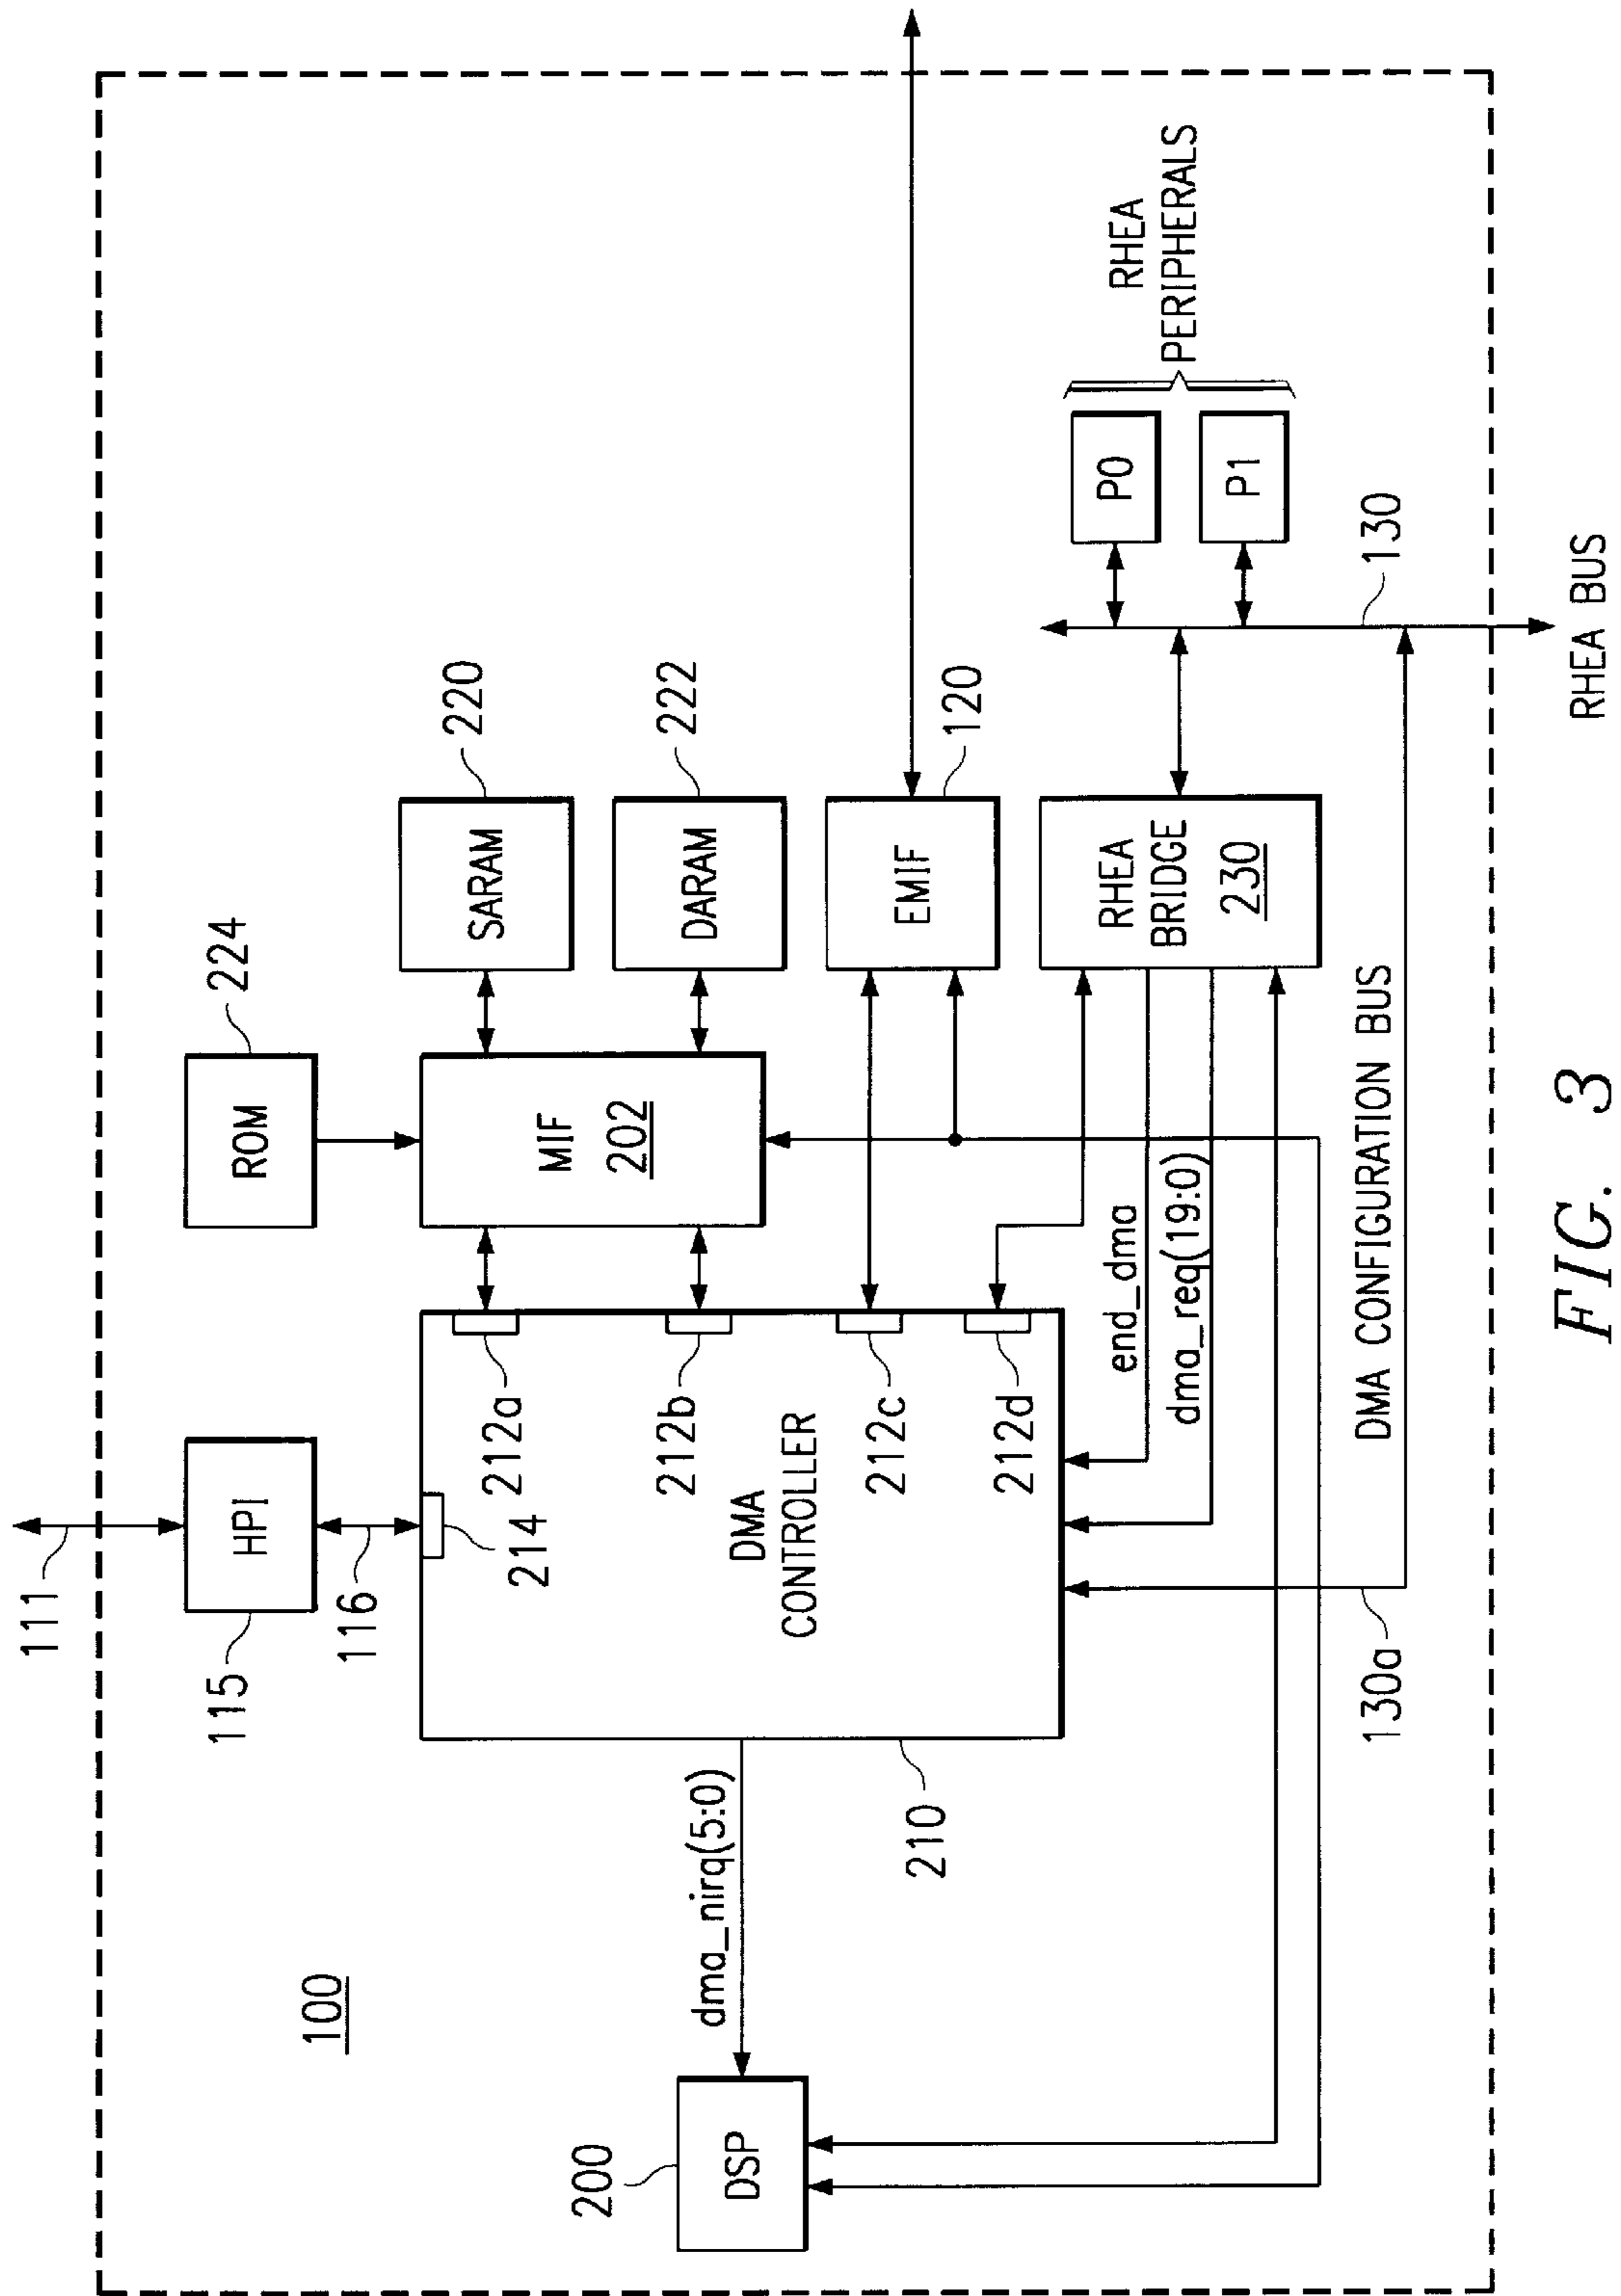 100
111
115
HPI
116
214
224
ROM
212a
212b
212c
212d
MIF
202
SARAM
220
DARAM
222
EMIF
120
DMA
CONTROLLER
210
dma_nirq(5:0)
200
DSP
end_dma
dma_req(19:0)
RHEA
BRIDGE
230
P0
P1
RHEA
PERIPHERALS
130
130a
DMA CONFIGURATION BUS
RHEA BUS
FIG. 3